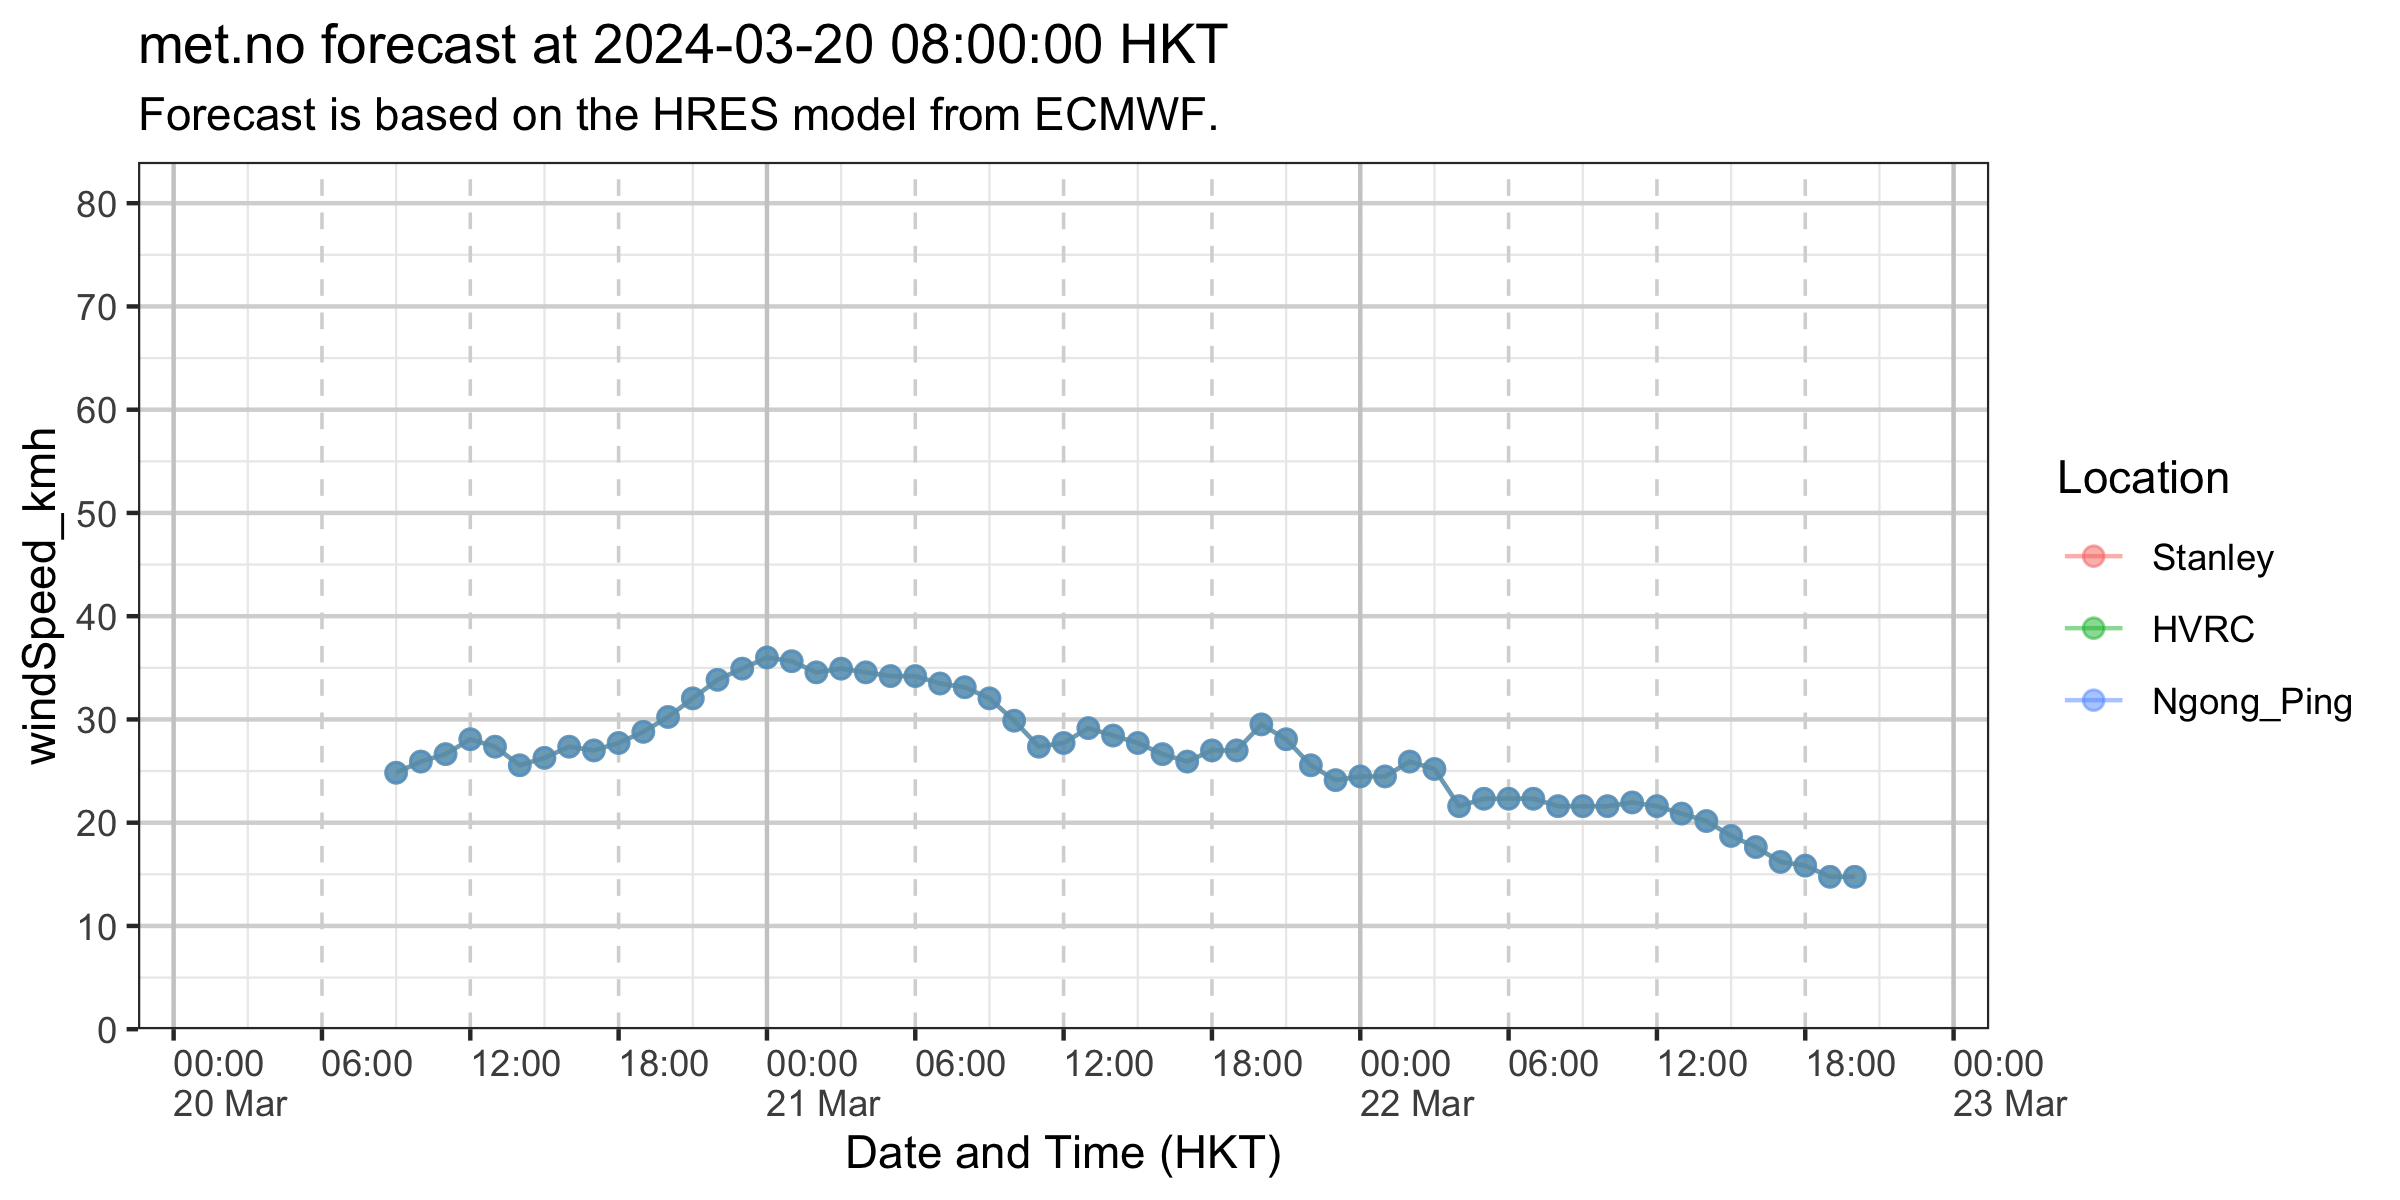 met.no forecast at 2024-03-20 08:00:00 HKT
Forecast is based on the HRES model from ECMWF.
windSpeed_kmh
80
70
60
50
40
30
20
10
0
00:00 06:00 12:00 18:00 00:00 06:00 12:00 18:00 00:00 06:00 12:00 18:00 00:00
20 Mar 21 Mar 22 Mar 23 Mar
Date and Time (HKT)
Location
Stanley
HVRC
Ngong_Ping